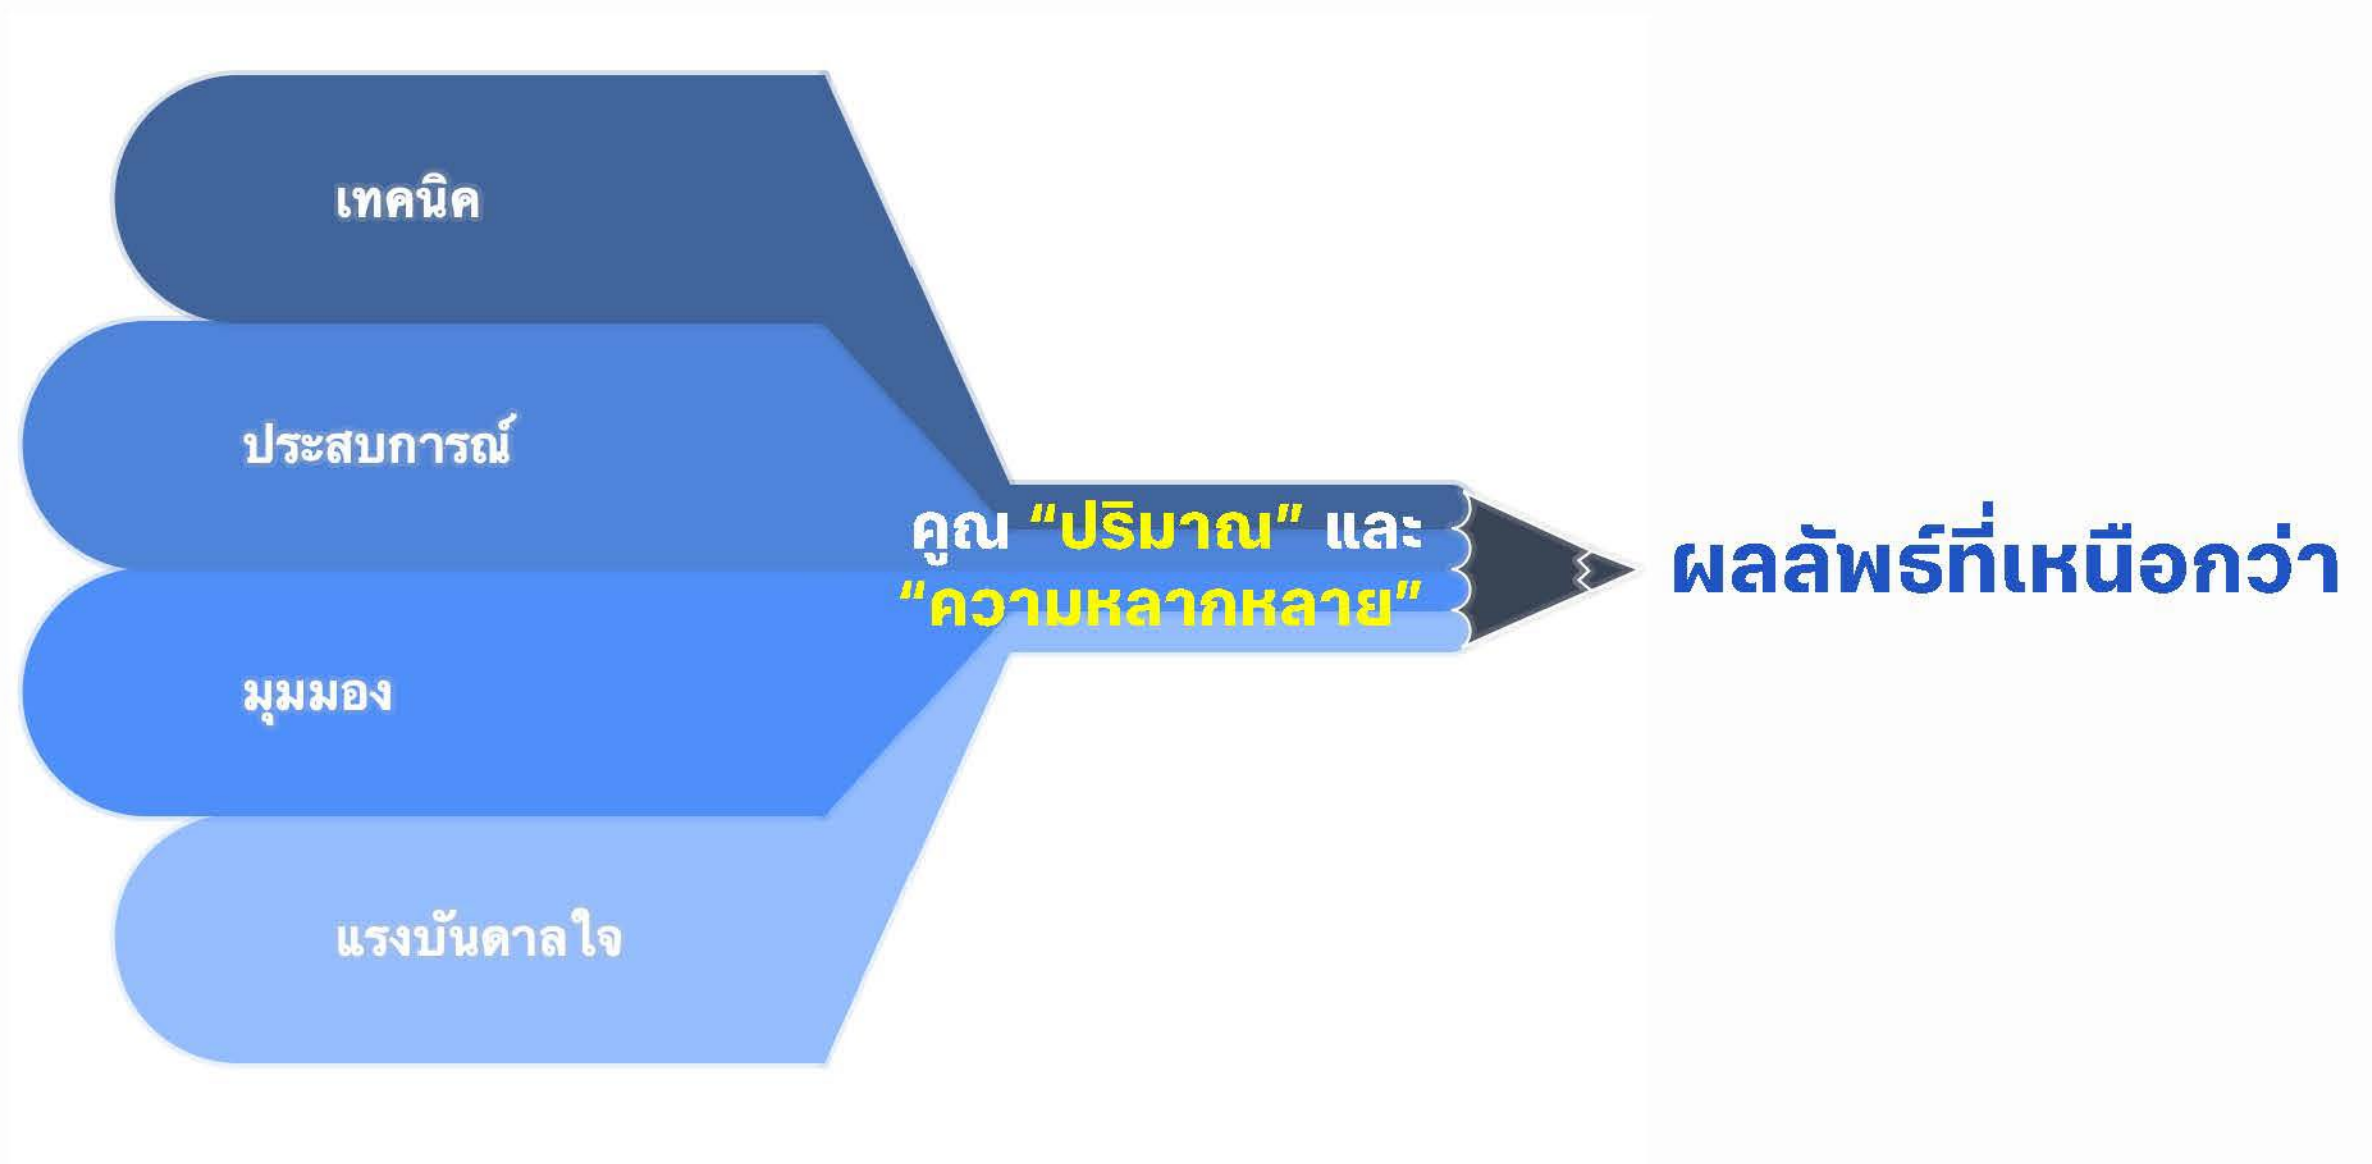 เทคนิค
ประสบการณ์
มุมมอง
แรงบันดาลใจ
คูณ “ปริมาณ” และ
“ความหลากหลาย”
ผลลัพธ์ที่เหนือกว่า